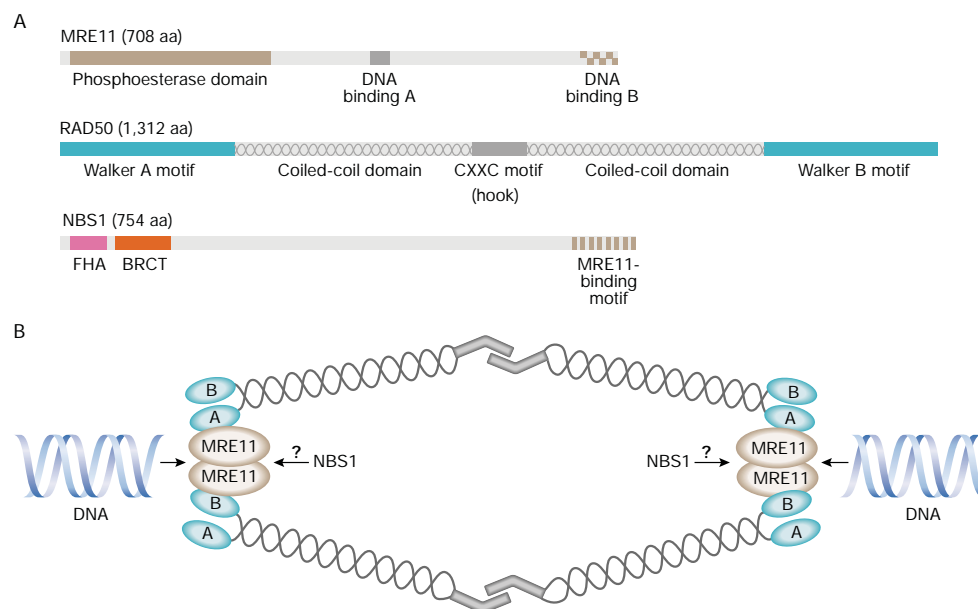 A
MRE11 (708 aa)
Phosphoesterase domain
DNA
binding A
DNA
binding B
RAD50 (1,312 aa)
Walker A motif
Coiled-coil domain
CXXC motif
(hook)
Coiled-coil domain
Walker B motif
NBS1 (754 aa)
FHA
BRCT
MRE11-
binding
motif
B
B
A
MRE11
MRE11
B
A
?
NBS1
DNA
NBS1
?
B
A
MRE11
MRE11
B
A
DNA